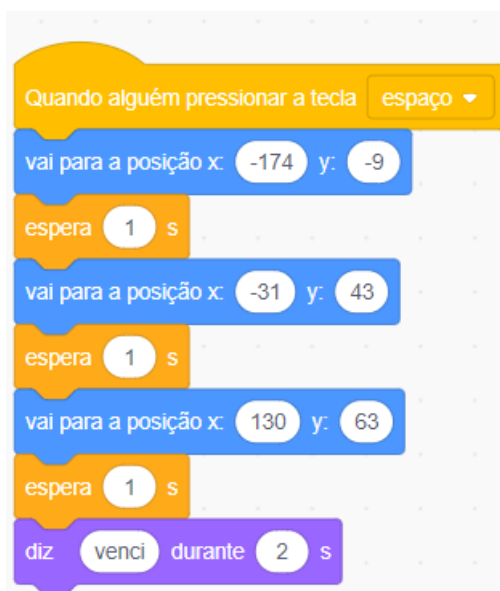 Quando alguém pressionar a tecla espaço
vai para a posição x: -174 y: -9
espera 1 s
vai para a posição x: -31 y: 43
espera 1 s
vai para a posição x: 130 y: 63
espera 1 s
diz venci durante 2 s